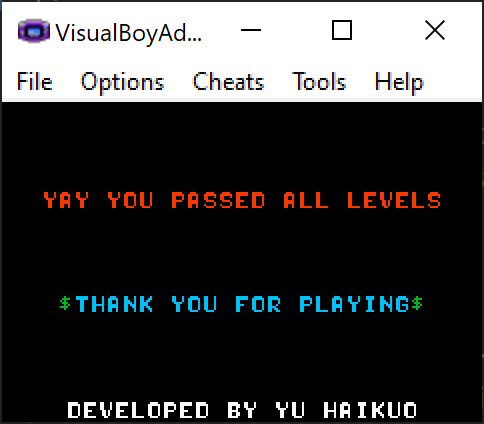 VisualBoyAd...
File Options Cheats Tools Help
YAY YOU PASSED ALL LEVELS
$THANK YOU FOR PLAYING$
DEVELOPED BY YU HAIKUO